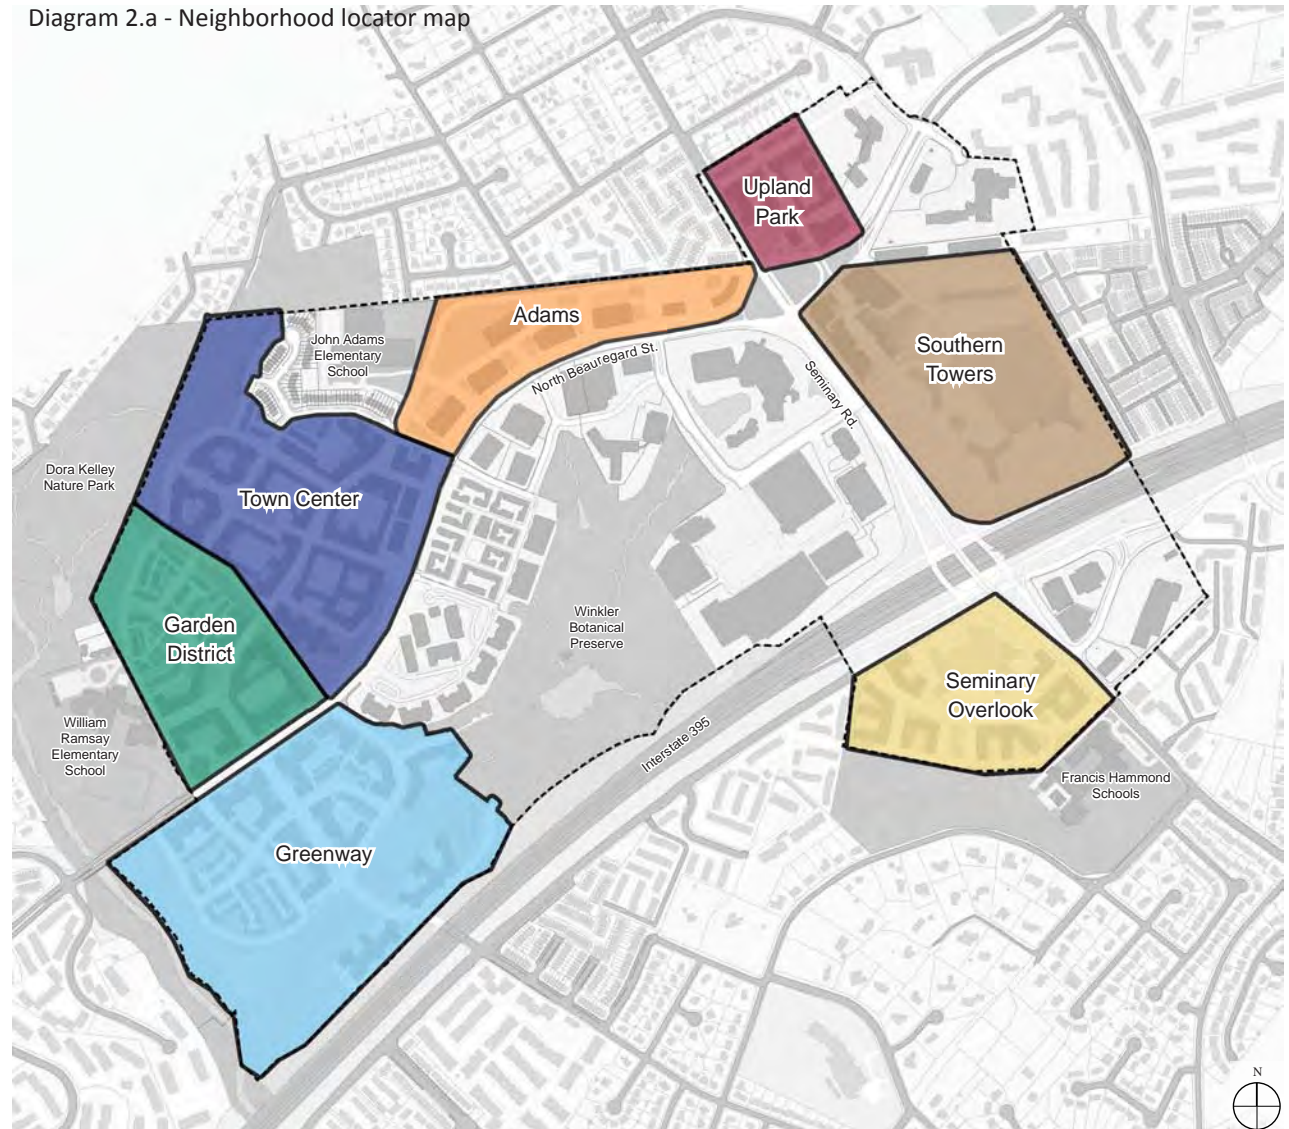 Diagram 2.a - Neighborhood locator map
Upland
Park
Adams
John Adams
Elementary
School
North Beauregard St.
Southern
Towers
Seminary Rd.
Dora Kelley
Nature Park
Town Center
Garden
District
Winkler
Botanical
Preserve
Seminary
Overlook
William
Ramsay
Elementary
School
Interstate 395
Francis Hammond
Schools
Greenway
N